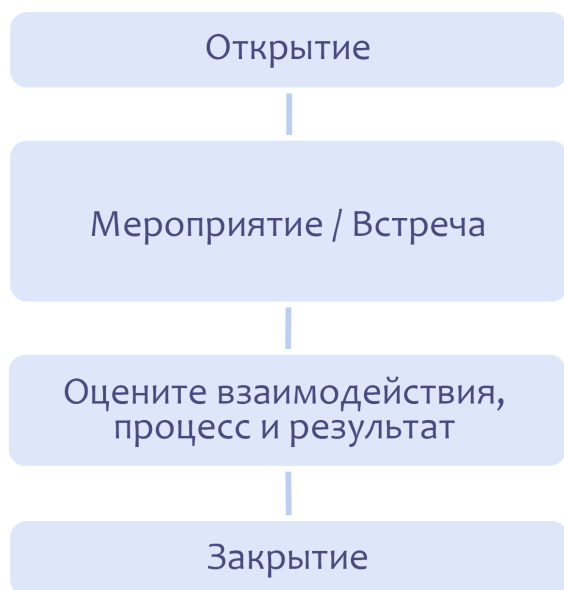 Открытие
Мероприятие / Встреча
Оцените взаимодействия,
процесс и результат
Закрытие